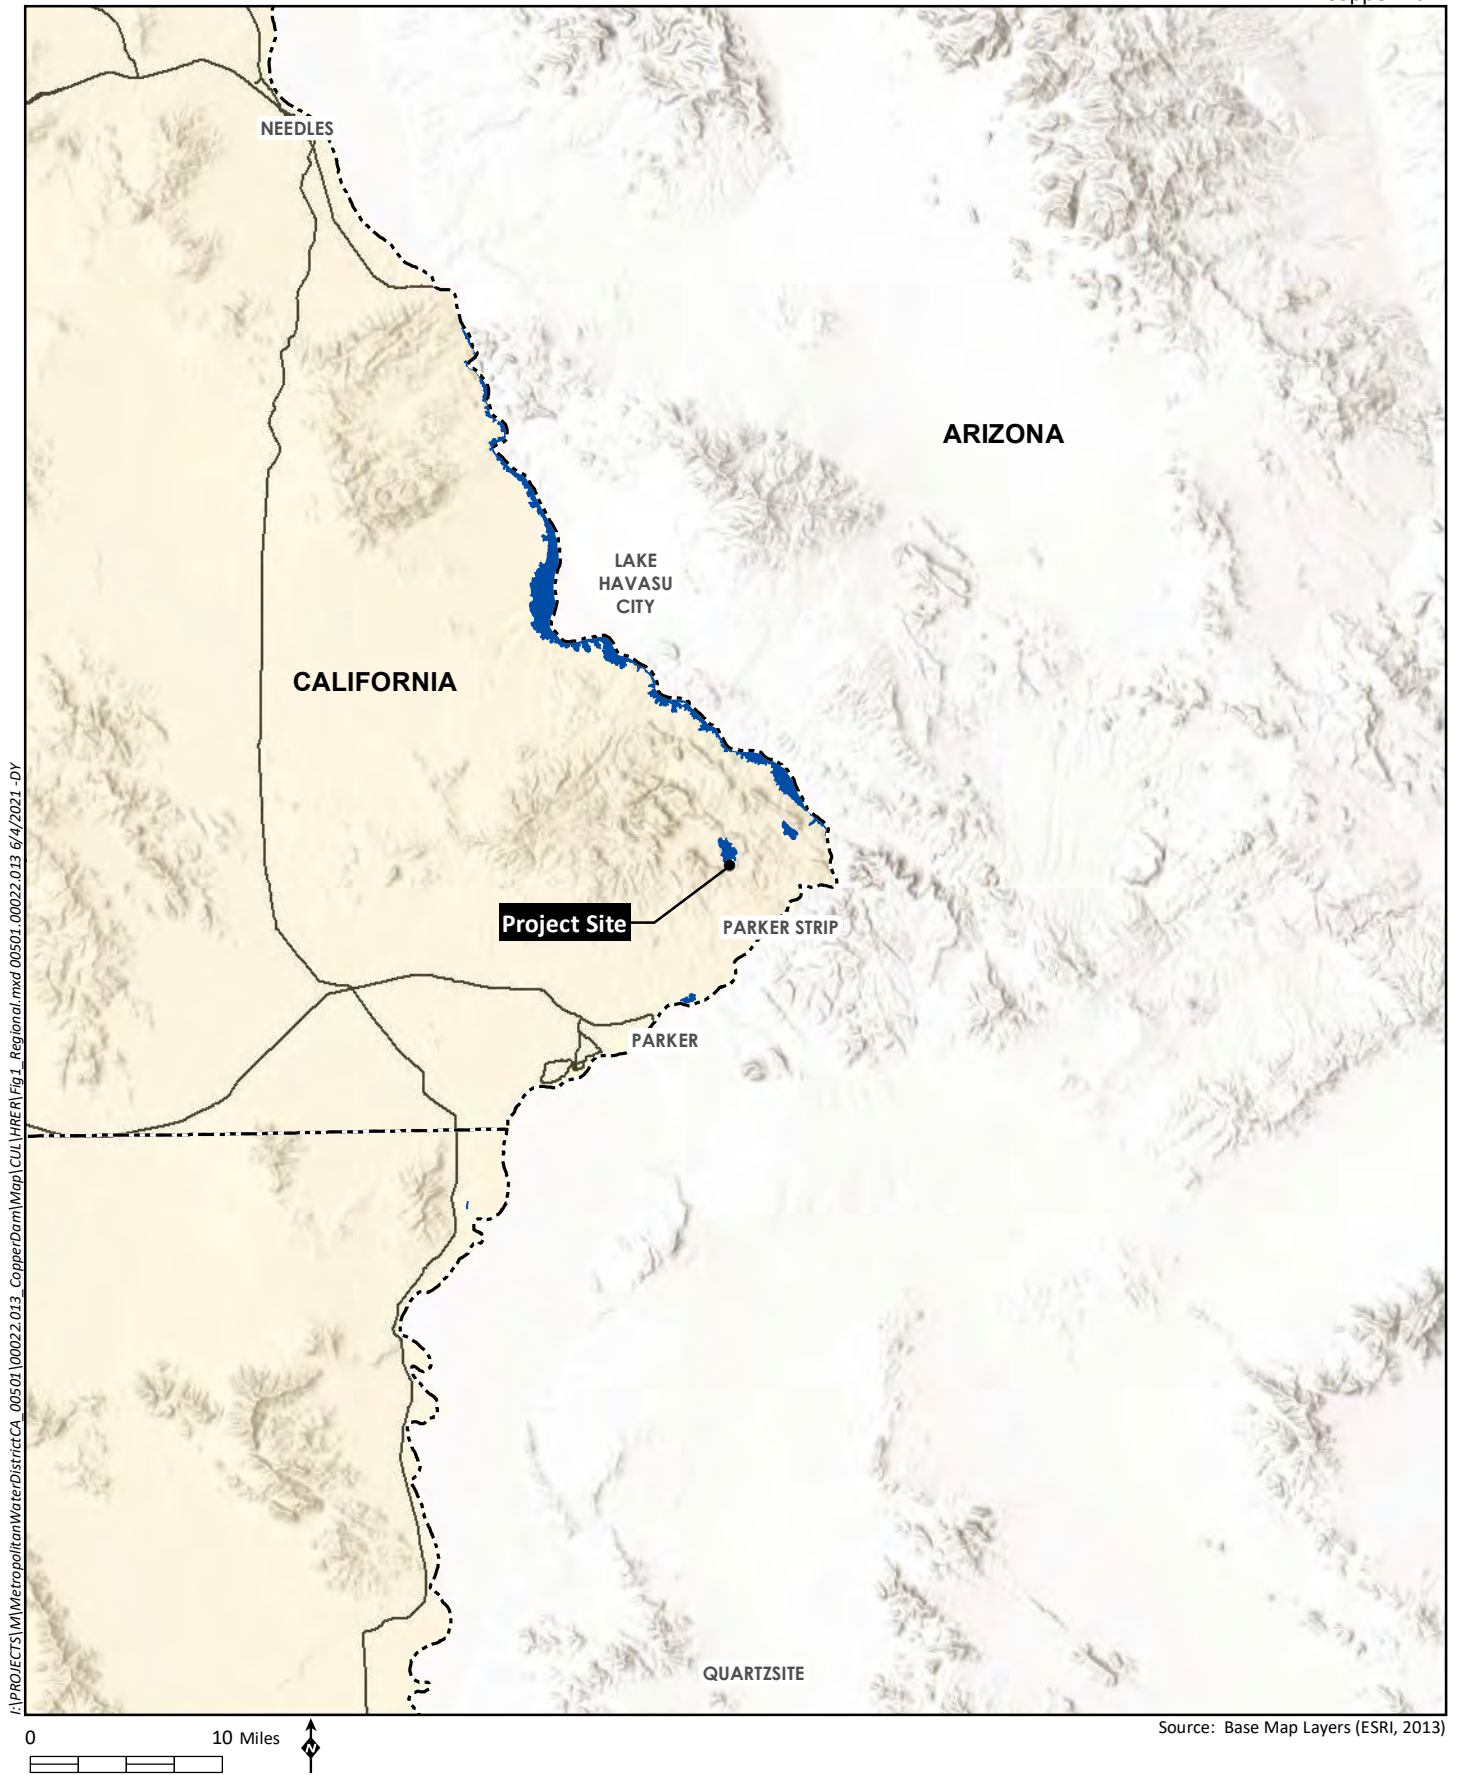 NEEDLES
ARIZONA
LAKE
HAVASU
CITY
CALIFORNIA
Project Site
PARKER STRIP
PARKER
QUARTZSITE
I:\PROJECTS\M\MetropolitanWaterDistrictCA_00501\00022.013_CopperDam\Map\CUL\HRER\Fig1_Regional.mxd 00501.00022.013 6/4/2021 -DY
0 10 Miles
N
Source: Base Map Layers (ESRI, 2013)